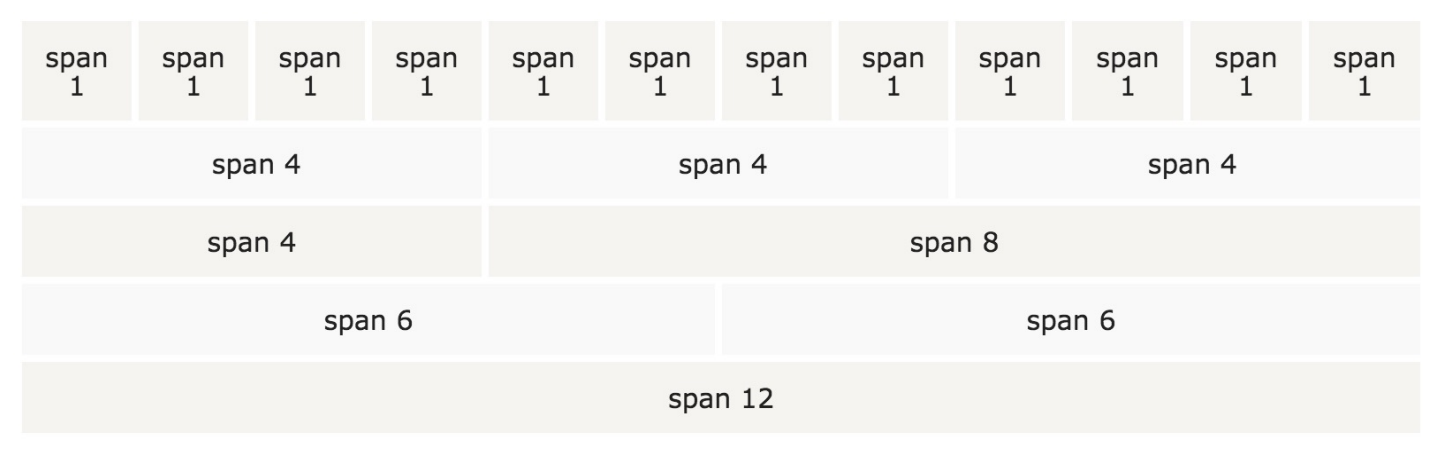 span span span span span span span span span span span span
1 1 1 1 1 1 1 1 1 1 1 1
span 4 span 4 span 4
span 4 span 8
span 6 span 6
span 12